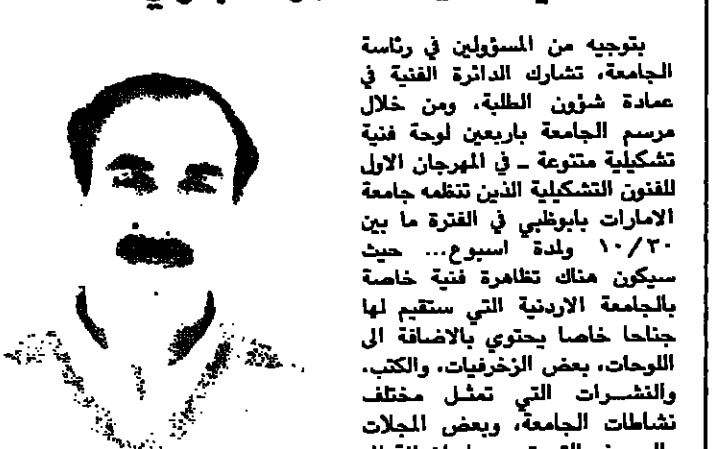 بتوجيه من المسؤولين في رئاسة
الجامعة، تشارك الدائرة الفنية في
عمادة شؤون الطلبة، ومن خلال
مرسم الجامعة باربعين لوحة فنية
تشكيلية متنوعة ـ في المهرجان الاول
للفنون التشكيلية الذين تنظمه جامعة
الامارات بابوظبي في الفترة ما بين
١٠/٣٠ ولمدة اسبوع... حيث
سيكون هناك تظاهرة فنية خاصة
بالجامعة الاردنية التي ستقيم لها
جناحا خاصا يحتوي بالاضافة الى
اللوحات، بعض الزخرفيات، والكتب،
والنشرات التي تمثل مختلف
نشاطات الجامعة، وبعض المجلات